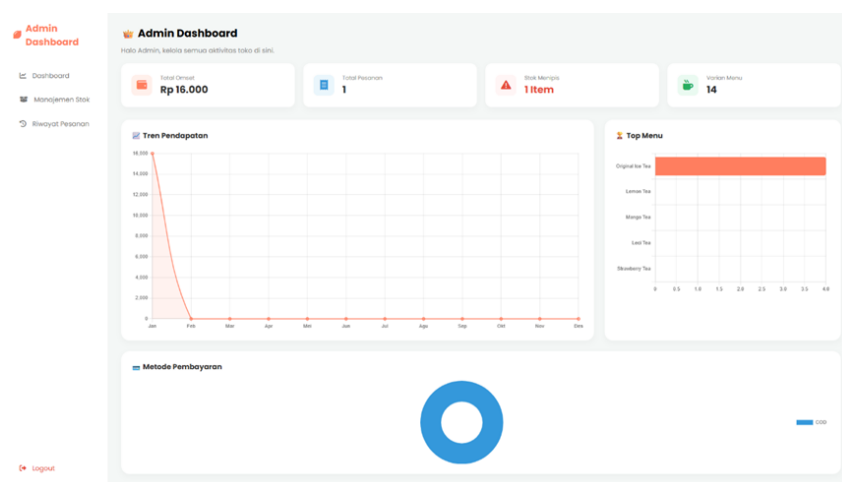 Admin
Dashboard
Dashboard
Manajemen Stok
Riwayat Pesanan
Logout
Admin Dashboard
Halo Admin, kelola semua aktivitas toko di sini.
Total Omset
Rp 16.000
Total Pesanan
1
Stok Menipis
1 Item
Varian Menu
14
Tren Pendapatan
16.000
14.000
12.000
10.000
8.000
6.000
4.000
2.000
0
Jan Feb Mar Apr Mei Jun Jul Ags Sep Okt Nov Des
Top Menu
Original Ice Tea
Lemon Tea
Mango Tea
Leci Tea
Strawberry Tea
0 0.5 1.0 1.5 2.0 2.5 3.0 3.5 4.0
Metode Pembayaran
COD